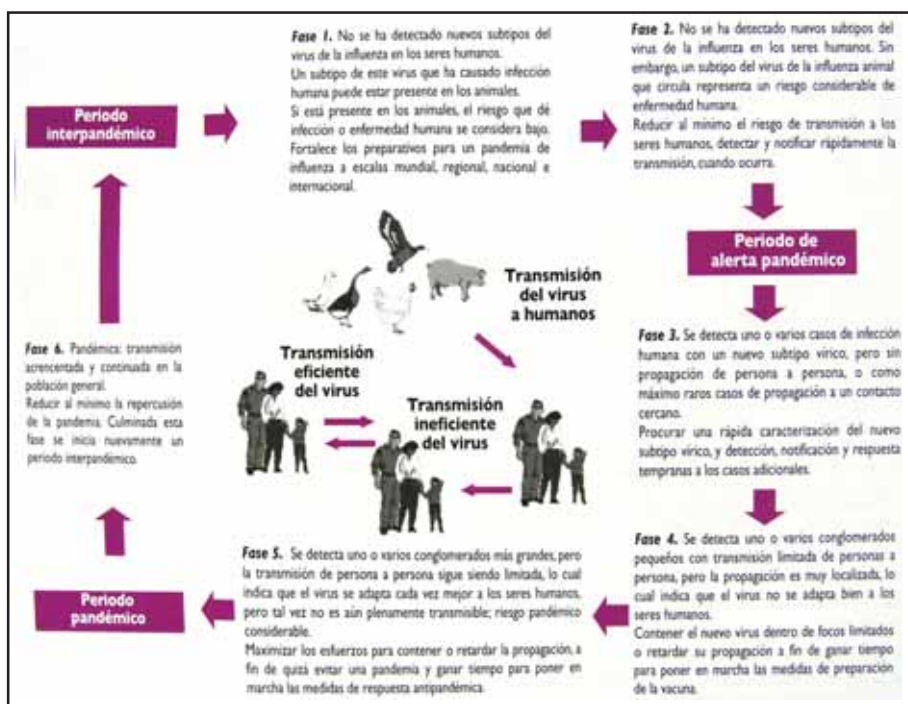 Periodo
interpandémico
Fase 1. No se ha detectado nuevos subtipos del
virus de la influenza en los seres humanos.
Un subtipo de este virus que ha causado infección
humana puede estar presente en los animales.
Si está presente en los animales, el riesgo que dé
infección o enfermedad humana se considera bajo.
Fortalece los preparativos para un pandemia de
influenza a escalas mundial, regional, nacional e
internacional.
Fase 2. No se ha detectado nuevos subtipos del
virus de la influenza en los seres humanos. Sin
embargo, un subtipo del virus de la influenza animal
que circula representa un riesgo considerable de
enfermedad humana.
Reducir al mínimo el riesgo de transmisión a los
seres humanos, detectar y notificar rápidamente la
transmisión, cuando ocurra.
Periodo de
alerta pandémico
Transmisión
del virus
a humanos
Transmisión
eficiente
del virus
Transmisión
ineficiente
del virus
Fase 3. Se detecta uno o varios casos de infección
humana con un nuevo subtipo vírico, pero sin
propagación de persona a persona, o como
máximo raros casos de propagación a un contacto
cercano.
Procurar una rápida caracterización del nuevo
subtipo vírico, y detección, notificación y respuesta
tempranas a los casos adicionales.
Fase 4. Se detecta uno o varios conglomerados
pequeños con transmisión limitada de personas a
persona, pero la propagación es muy localizada, lo
cual indica que el virus no se adapta bien a los
seres humanos.
Contener el nuevo virus dentro de focos limitados
o retardar su propagación a fin de ganar tiempo
para poner en marcha las medidas de preparación
de la vacuna.
Fase 5. Se detecta uno o varios conglomerados más grandes, pero
la transmisión de persona a persona sigue siendo limitada, lo cual
indica que el virus se adapta cada vez mejor a los seres humanos,
pero tal vez no es aún plenamente transmisible; riesgo pandémico
considerable.
Maximizar los esfuerzos para contener o retardar la propagación, a
fin de quizá evitar una pandemia y ganar tiempo para poner en
marcha las medidas de respuesta antipandémica.
Periodo
pandémico
Fase 6. Pandémica: transmisión
acrencentada y continuada en la
población general.
Reducir al mínimo la repercusión
de la pandemia. Culminada esta
fase se inicia nuevamente un
periodo interpandémico.